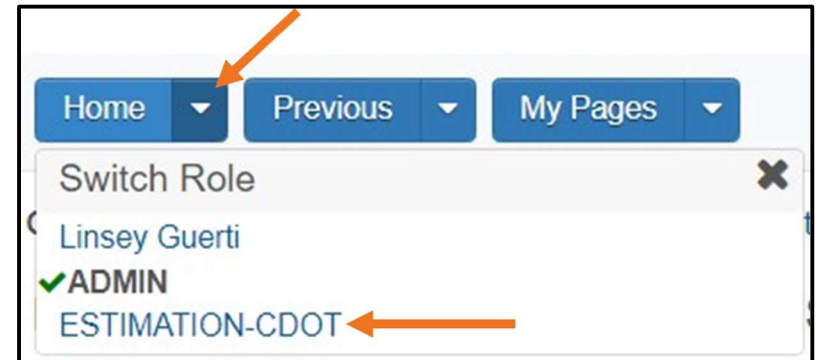 Home Previous My Pages
Switch Role
Linsey Guerti
ADMIN
ESTIMATION-CDOT